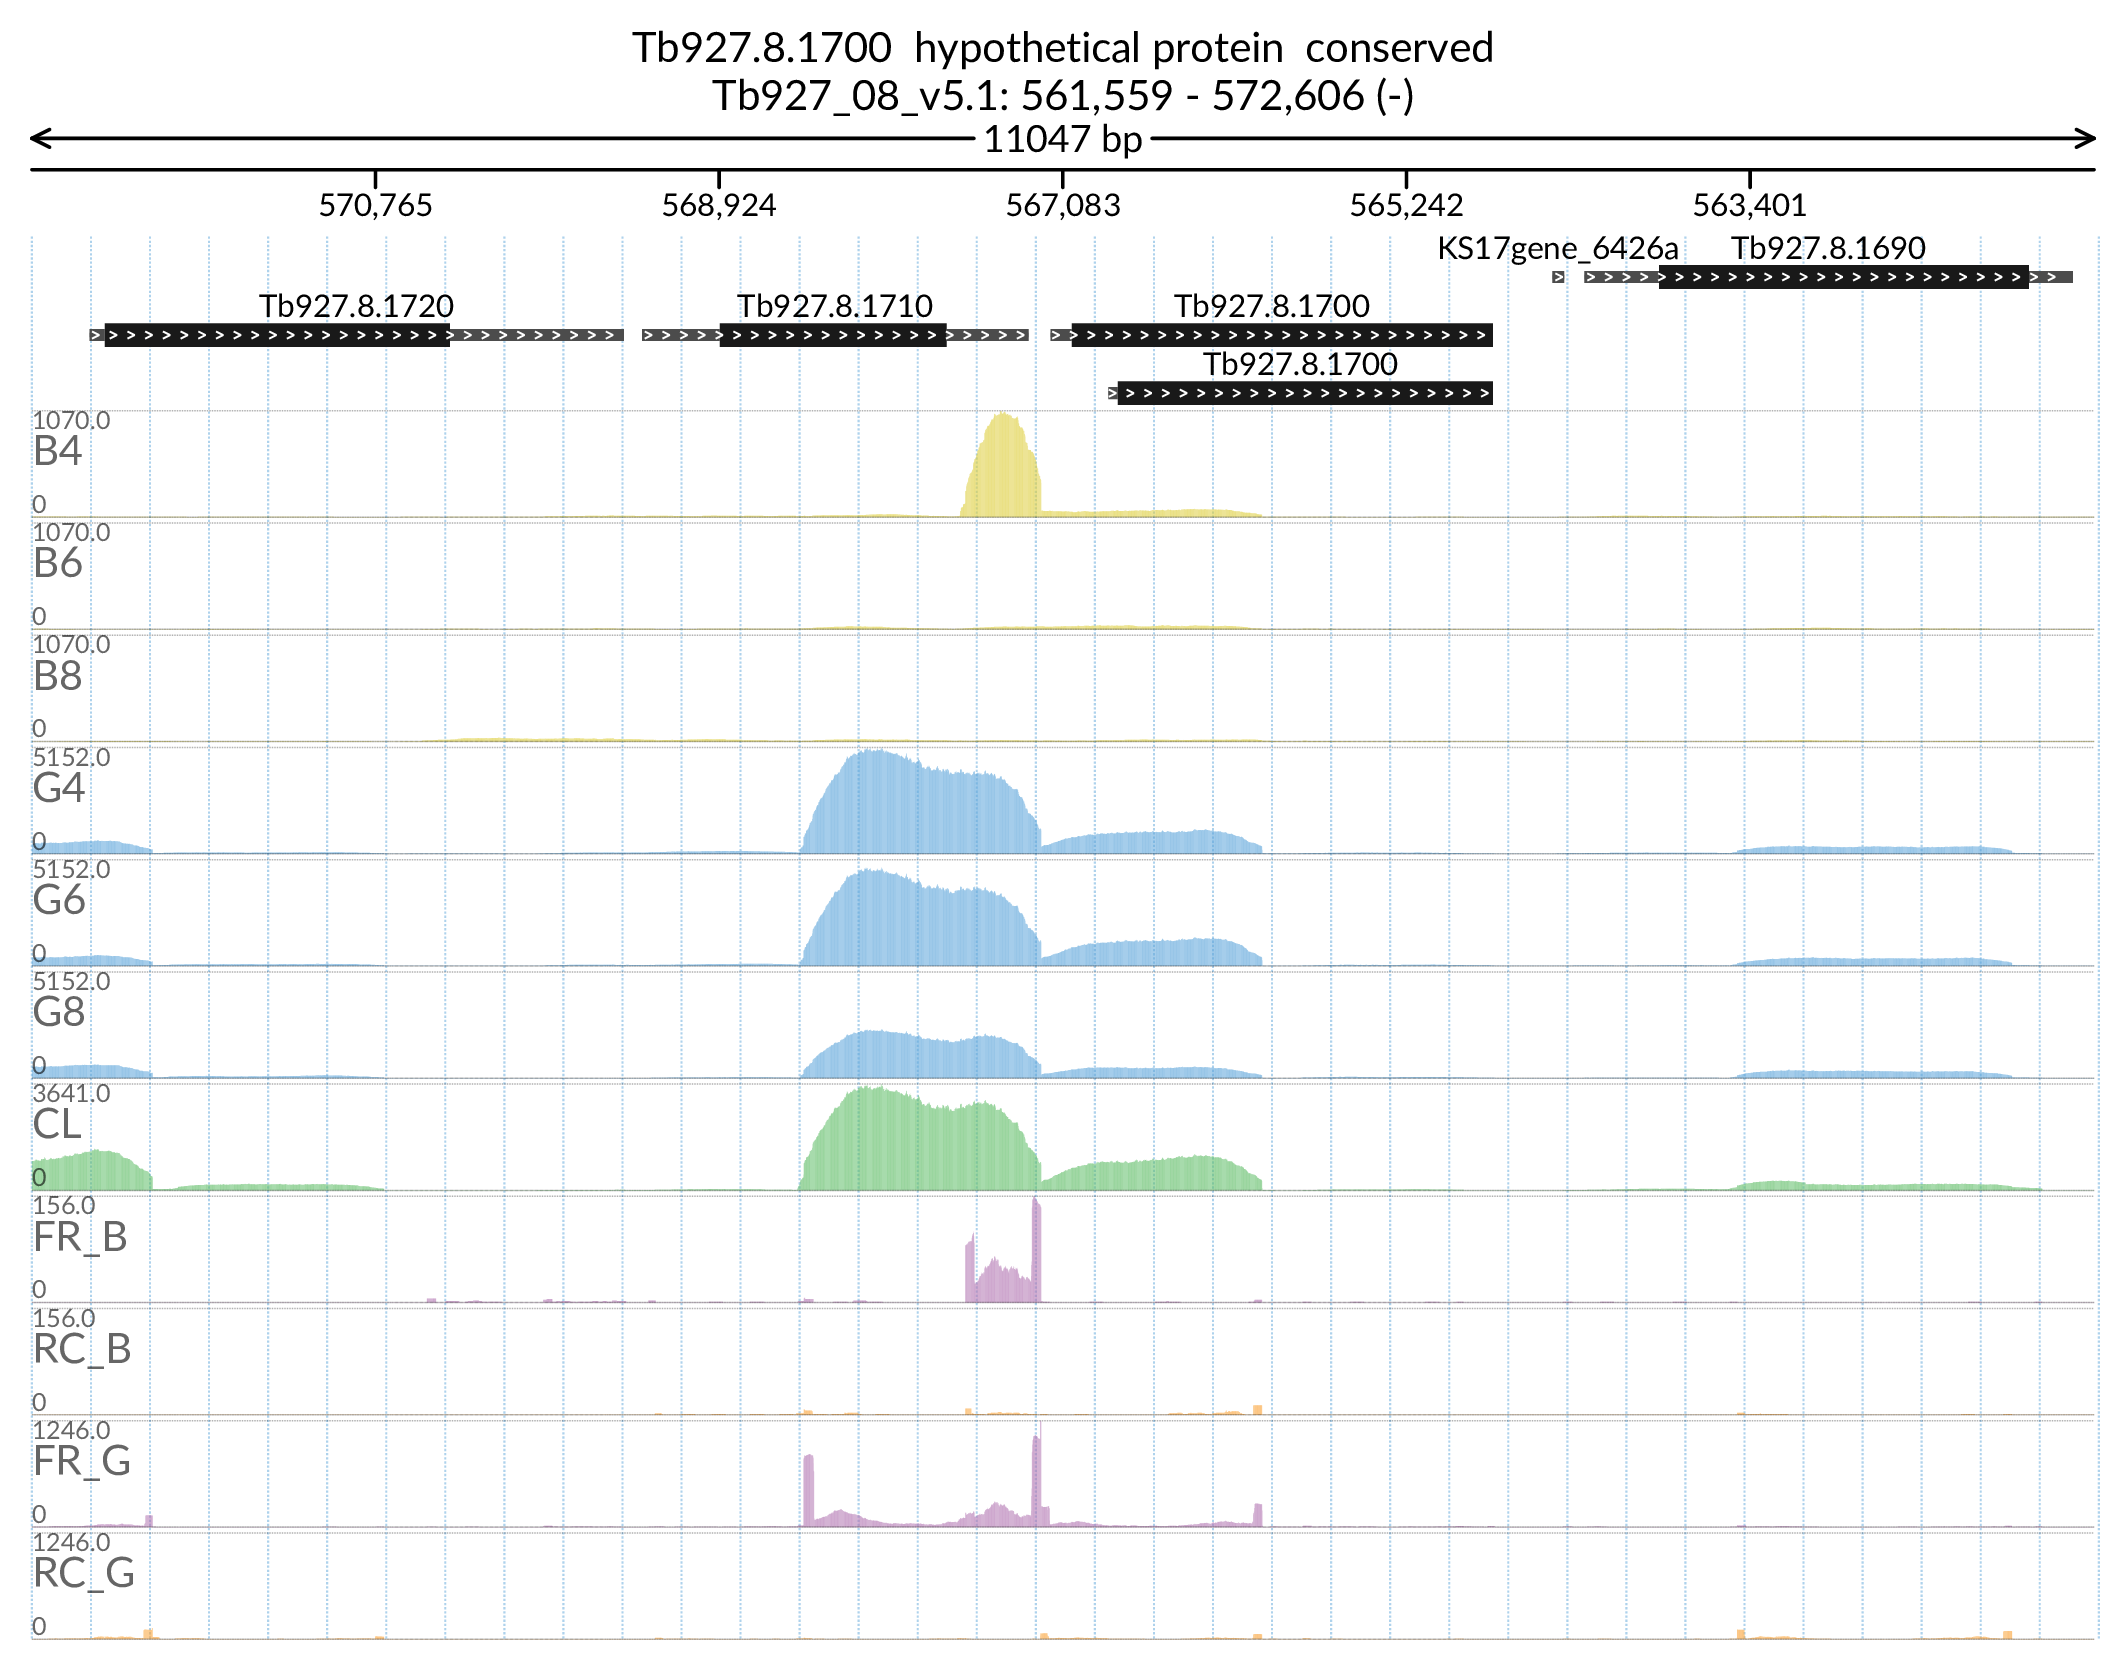 Tb927.8.1700  hypothetical protein  conserved
Tb927_08_v5.1: 561,559 - 572,606 (-)
11047 bp
570,765 568,924 567,083 565,242 563,401
KS17gene_6426a Tb927.8.1690
Tb927.8.1720 Tb927.8.1710 Tb927.8.1700
Tb927.8.1700
1070.0
B4
0
1070.0
B6
0
1070.0
B8
0
5152.0
G4
0
5152.0
G6
0
5152.0
G8
0
3641.0
CL
0
156.0
FR_B
0
156.0
RC_B
0
1246.0
FR_G
0
1246.0
RC_G
0